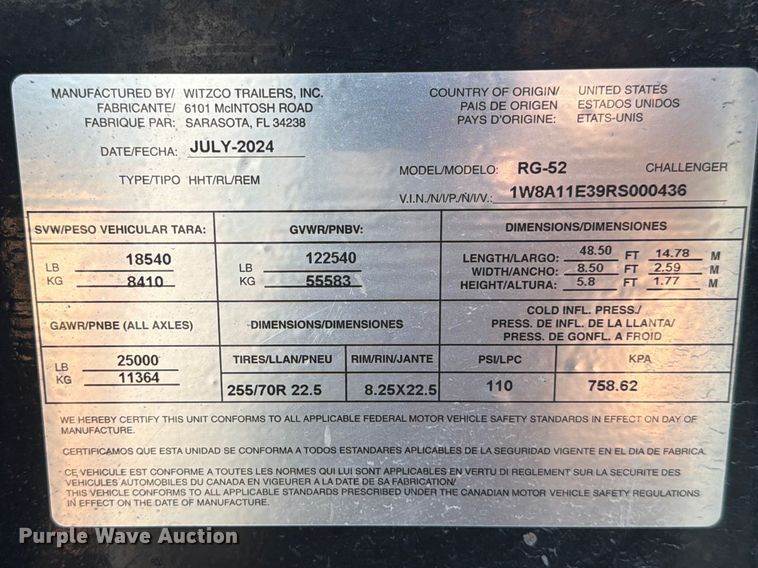 MANUFACTURED BY/ WITZCO TRAILERS, INC.
FABRICANTE/ 6101 McINTOSH ROAD
FABRIQUE PAR: SARASOTA, FL 34238
COUNTRY OF ORIGIN/ UNITED STATES
PAIS DE ORIGEN ESTADOS UNIDOS
PAYS D'ORIGINE: ETATS-UNIS
DATE/FECHA: JULY-2024
MODEL/MODELO: RG-52 CHALLENGER
TYPE/TIPO HHT/RL/REM
V.I.N./N/I/P./Ñ/I/V.: 1W8A11E39RS000436
SVW/PESO VEHICULAR TARA:
LB 18540
KG 8410
GVWR/PNBV:
LB 122540
KG 55583
DIMENSIONS/DIMENSIONES
LENGTH/LARGO: 48.50 FT 14.78 M
WIDTH/ANCHO: 8.50 FT 2.59 M
HEIGHT/ALTURA: 5.8 FT 1.77 M
GAWR/PNBE (ALL AXLES)
LB 25000
KG 11364
DIMENSIONS/DIMENSIONES
TIRES/LLAN/PNEU RIM/RIN/JANTE
255/70R 22.5 8.25X22.5
COLD INFL. PRESS./
PRESS. DE INFL. DE LA LLANTA/
PRESS. DE GONFL. A FROID
PSI/LPC KPA
110 758.62
WE HEREBY CERTIFY THIS UNIT CONFORMS TO ALL APPLICABLE FEDERAL MOTOR VEHICLE SAFETY STANDARDS IN EFFECT ON DAY OF
MANUFACTURE.
CERTIFICAMOS QUE ESTA UNIDAD SE CONFORMA A TODOS ESTANDARES APLICABLES DE LA SEGURIDAD VIGENTE EN EL DIA DE FABRICA.
CE VEHICULE EST CONFORME A TOUTES LES NORMES QUI LUI SONT APPLICABLES EN VERTU DI REGLEMENT SUR LA SECURITE DES
VEHICULES AUTOMOBILES DU CANADA EN VIGEURER A LA DATE DE SA FABRICATION/
THIS VEHICLE CONFORMS TO ALL APPLICABLE STANDARDS PRESCRIBED UNDER THE CANADIAN MOTOR VEHICLE SAFETY REGULATIONS
IN EFFECT ON THE DATE OF MANUFACTURE.
Purple Wave Auction